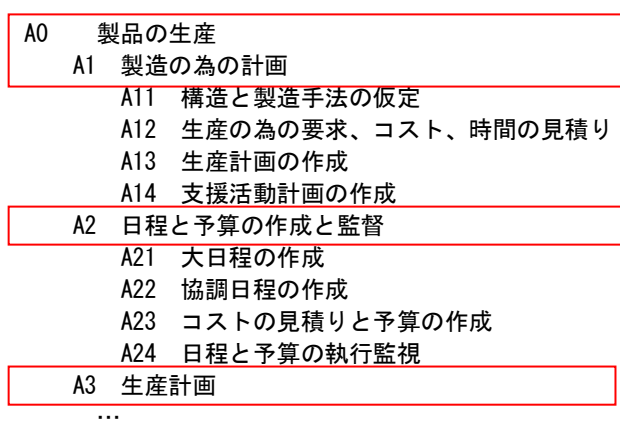 A0 製品の生産
A1 製造の為の計画
A11 構造と製造手法の仮定
A12 生産の為の要求、コスト、時間の見積り
A13 生産計画の作成
A14 支援活動計画の作成
A2 日程と予算の作成と監督
A21 大日程の作成
A22 協調日程の作成
A23 コストの見積りと予算の作成
A24 日程と予算の執行監視
A3 生産計画
…